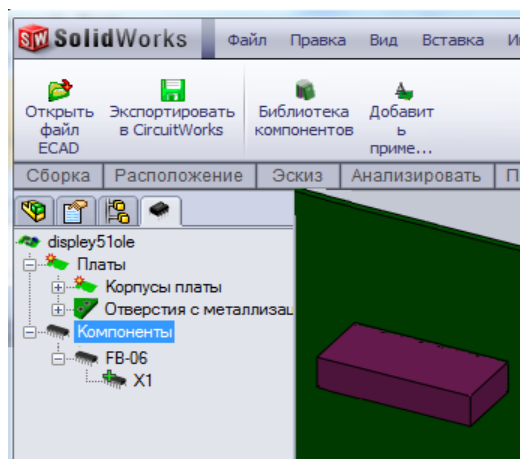 SolidWorks Файл Правка Вид Вставка
Открыть Экспортировать Библиотека Добавит
файл в CircuitWorks компонентов ь
ECAD приме...
Сборка Расположение Эскиз Анализировать
displey51ole
Платы
Корпусы платы
Отверстия с металлизац
Компоненты
FB-06
X1